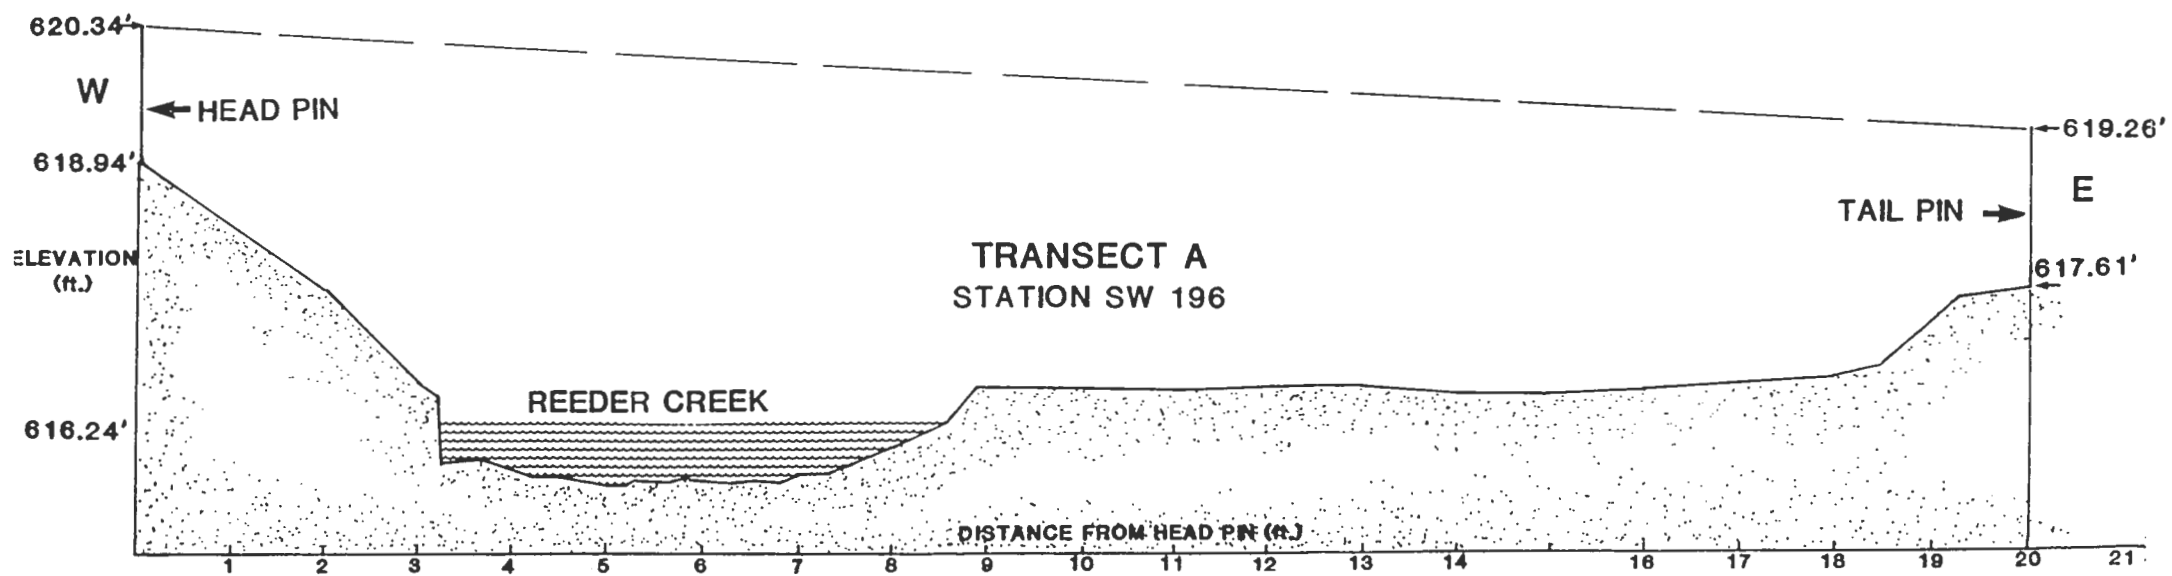 620.34'
W
HEAD PIN
618.94'
619.26'
E
TAIL PIN
617.61'
ELEVATION
(ft.)
TRANSECT A
STATION SW 196
REEDER CREEK
616.24'
DISTANCE FROM HEAD PIN (ft.)
1 2 3 4 5 6 7 8 9 10 11 12 13 14 16 17 18 19 20 21